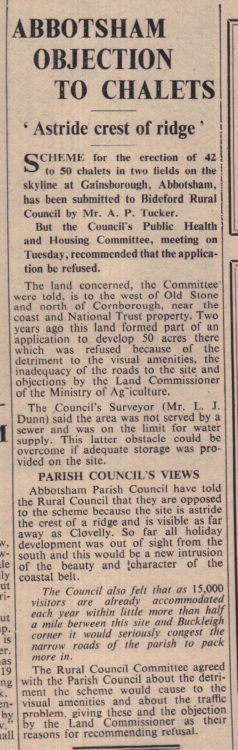 ABBOTSHAM
OBJECTION
TO CHALETS
‘ Astride crest of ridge ’
SCHEME for the erection of 42
to 50 chalets in two fields on the
skyline at Gainsborough, Abbotsham,
has been submitted to Bideford Rural
Council by Mr. A. P. Tucker.
But the Council's Public Health
and Housing Committee, meeting on
Tuesday, recommended that the applica-
tion be refused.
The land concerned, the Committee
were told, is to the west of Old Stone
and north of Cornborough, near the
coast and National Trust property. Two
years ago this land formed part of an
application to develop 50 acres there
which was refused because of the
detriment to the visual amenities, the
inadequacy of the roads to the site and
objections by the Land Commissioner
of the Ministry of Agriculture.
The Council's Surveyor (Mr. L. J.
Dunn) said the area was not served by a
sewer and was on the limit for water
supply. This latter obstacle could be
overcome if adequate storage was pro-
vided on the site.
PARISH COUNCIL'S VIEWS
Abbotsham Parish Council have told
the Rural Council that they are opposed
to the scheme because the site is astride
the crest of a ridge and is visible as far
away as Clovelly. So far all holiday
development was out of sight from the
south and this would be a new intrusion
of the beauty and character of the
coastal belt.
The Council also felt that as 15,000
visitors are already accommodated
each year within little more than half
a mile between this site and Buckleigh
corner it would seriously congest the
narrow roads of the parish to pack
more in.
The Rural Council Committee agreed
with the Parish Council about the detri-
ment the scheme would cause to the
visual amenities and about the traffic
problem, giving these and the objection
by the Land Commissioner as their
reasons for recommending refusal.